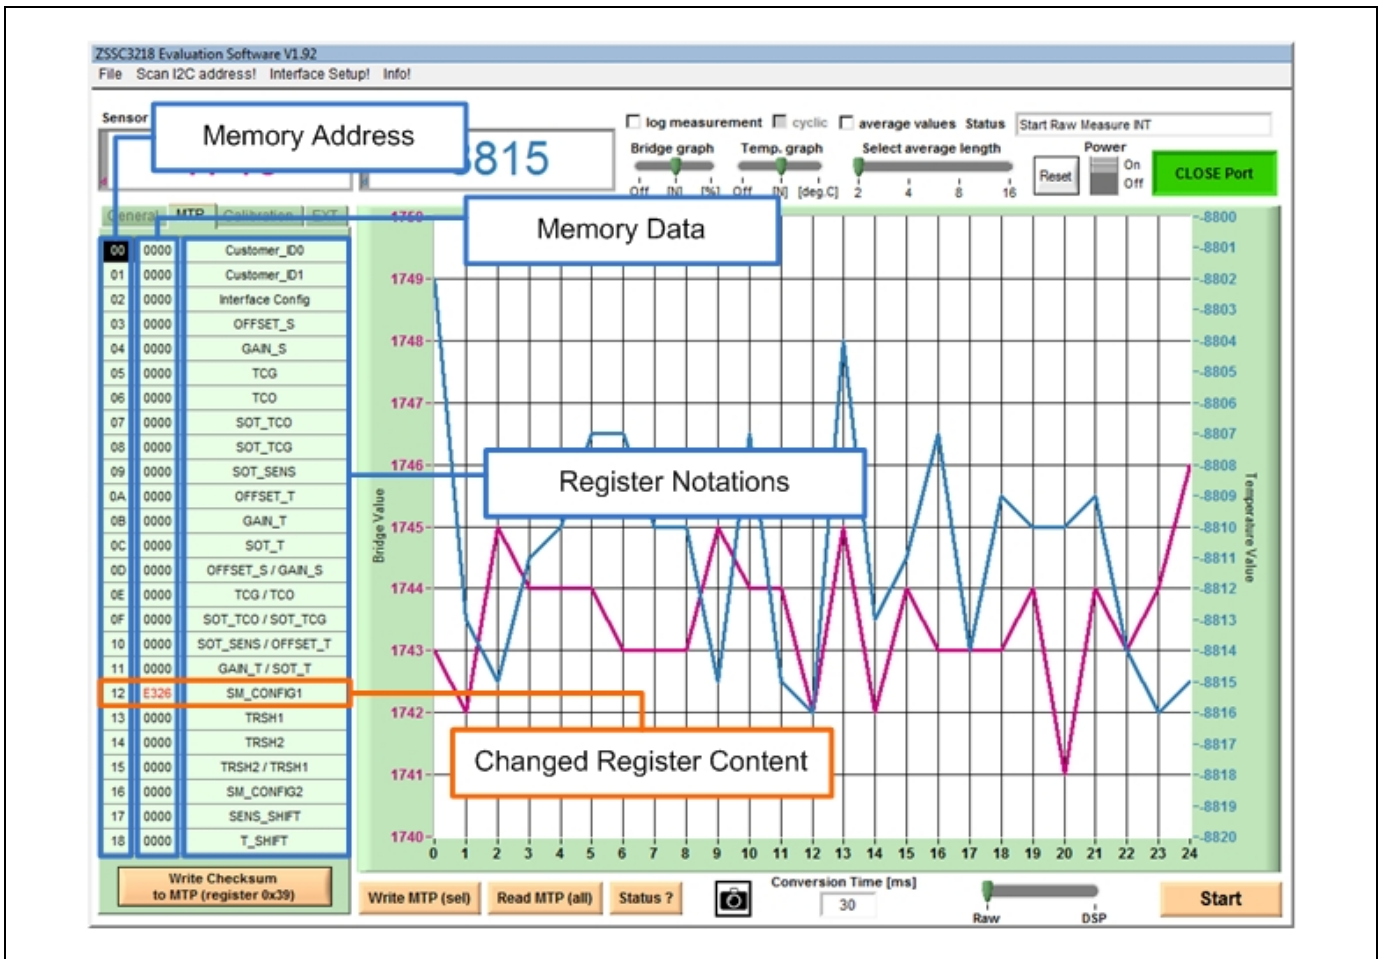 ZSSC3218 Evaluation Software V1.92
File Scan I2C address! Interface Setup! Info!
Sensor
Memory Address
8815
log measurement cyclic average values Status Start Raw Measure INT
Bridge graph Temp. graph Select average length Power
Off [N] [%] Off [N] [deg.C] 2 4 8 16
Reset On Off
CLOSE Port
General MTP Calibration EXT
Memory Data
00 0000 Customer_ID0
01 0000 Customer_ID1
02 0000 Interface Config
03 0000 OFFSET_S
04 0000 GAIN_S
05 0000 TCG
06 0000 TCO
07 0000 SOT_TCO
08 0000 SOT_TCG
09 0000 SOT_SENS
0A 0000 OFFSET_T
0B 0000 GAIN_T
0C 0000 SOT_T
0D 0000 OFFSET_S / GAIN_S
0E 0000 TCG / TCO
0F 0000 SOT_TCO / SOT_TCG
10 0000 SOT_SENS / OFFSET_T
11 0000 GAIN_T / SOT_T
12 E326 SM_CONFIG1
13 0000 TRSH1
14 0000 TRSH2
15 0000 TRSH2 / TRSH1
16 0000 SM_CONFIG2
17 0000 SENS_SHIFT
18 0000 T_SHIFT
Write Checksum
to MTP (register 0x39)
Register Notations
Changed Register Content
Bridge Value
1750
1749
1748
1747
1746
1745
1744
1743
1742
1741
1740
-8800
-8801
-8802
-8803
-8804
-8805
-8806
-8807
-8808
-8809
-8810
-8811
-8812
-8813
-8814
-8815
-8816
-8817
-8818
-8819
-8820
Temperature Value
0 1 2 3 4 5 6 7 8 9 10 11 12 13 14 15 16 17 18 19 20 21 22 23 24
Write MTP (sel) Read MTP (all) Status ?
Conversion Time [ms]
30
Raw DSP
Start